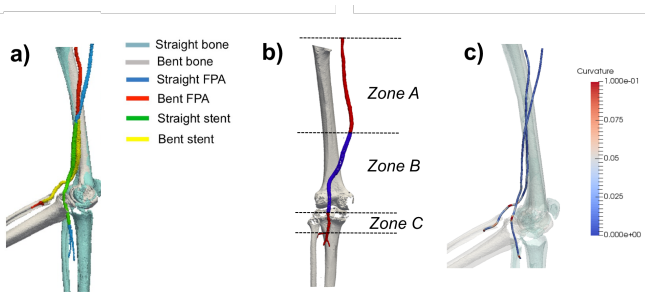 a)
Straight bone
Bent bone
Straight FPA
Bent FPA
Straight stent
Bent stent
b)
Zone A
Zone B
Zone C
c)
Curvature
1.000e-01
0.075
0.05
0.025
0.000e+00